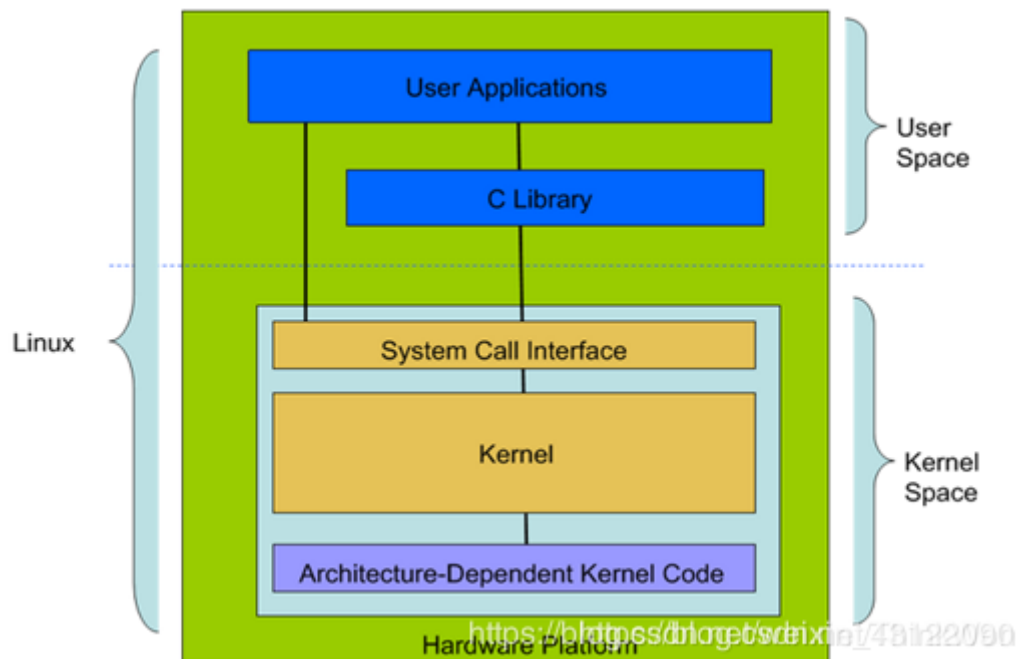 User Applications
User
Space
C Library
Linux
System Call Interface
Kernel
Kernel
Space
Architecture-Dependent Kernel Code
Hardware Platform